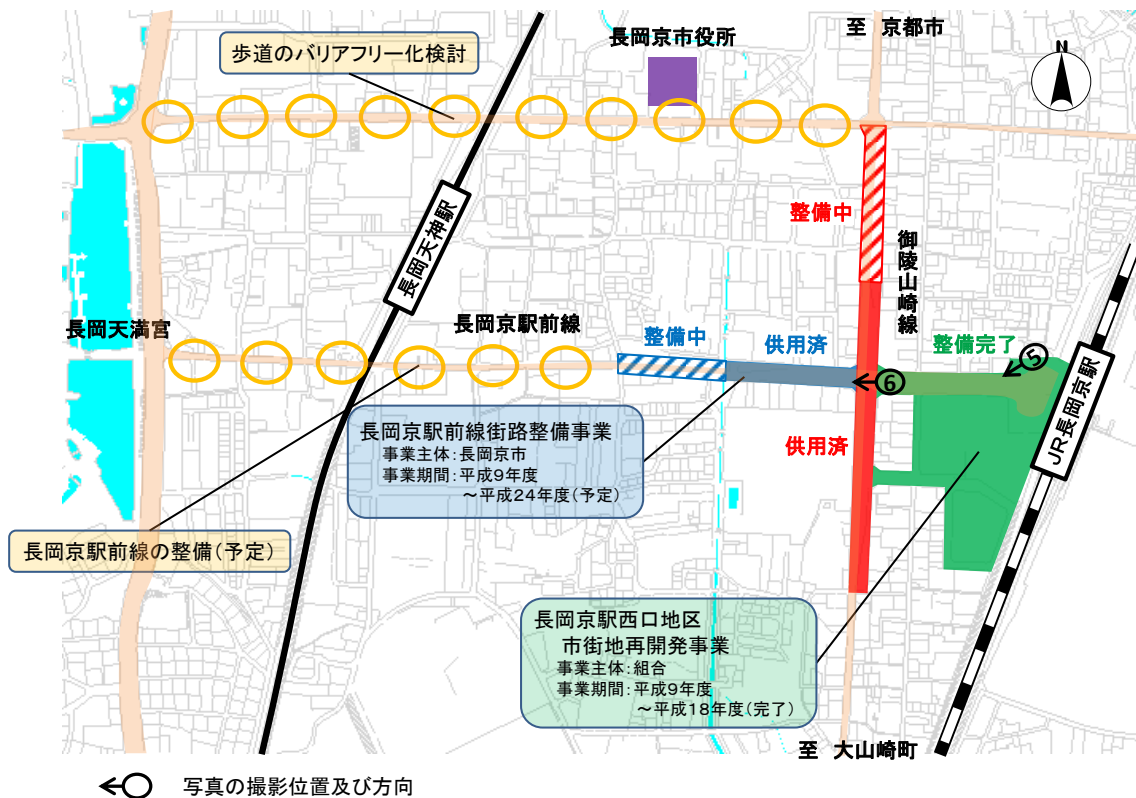 歩道のバリアフリー化検討
長岡京市役所
至 京都市
N
整備中
御陵山崎線
長岡天神駅
長岡天満宮
長岡京駅前線
整備中
供用済
整備完了
⑤
⑥
JR長岡京駅
長岡京駅前線街路整備事業
事業主体:長岡京市
事業期間:平成9年度
～平成24年度(予定)
供用済
長岡京駅前線の整備(予定)
長岡京駅西口地区
市街地再開発事業
事業主体:組合
事業期間:平成9年度
～平成18年度(完了)
至 大山崎町
写真の撮影位置及び方向